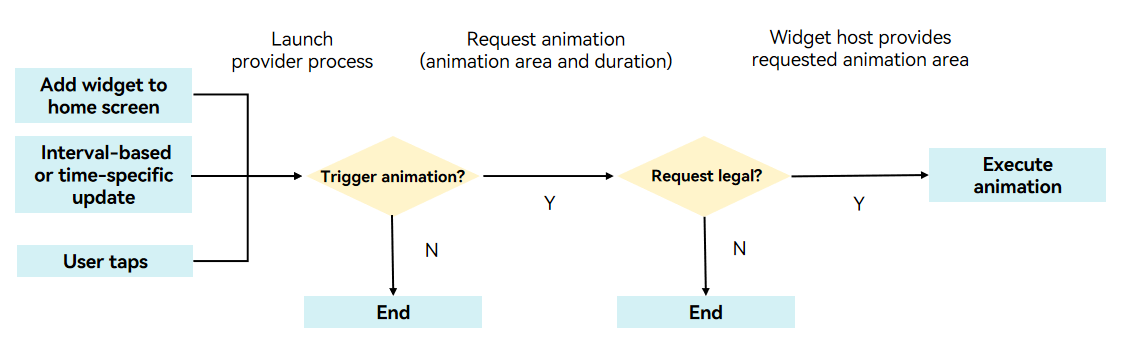 Launch
provider process
Request animation
(animation area and duration)
Widget host provides
requested animation area
Add widget to
home screen
Interval-based
or time-specific
update
User taps
Trigger animation?
Y
N
End
Request legal?
Y
N
End
Execute
animation